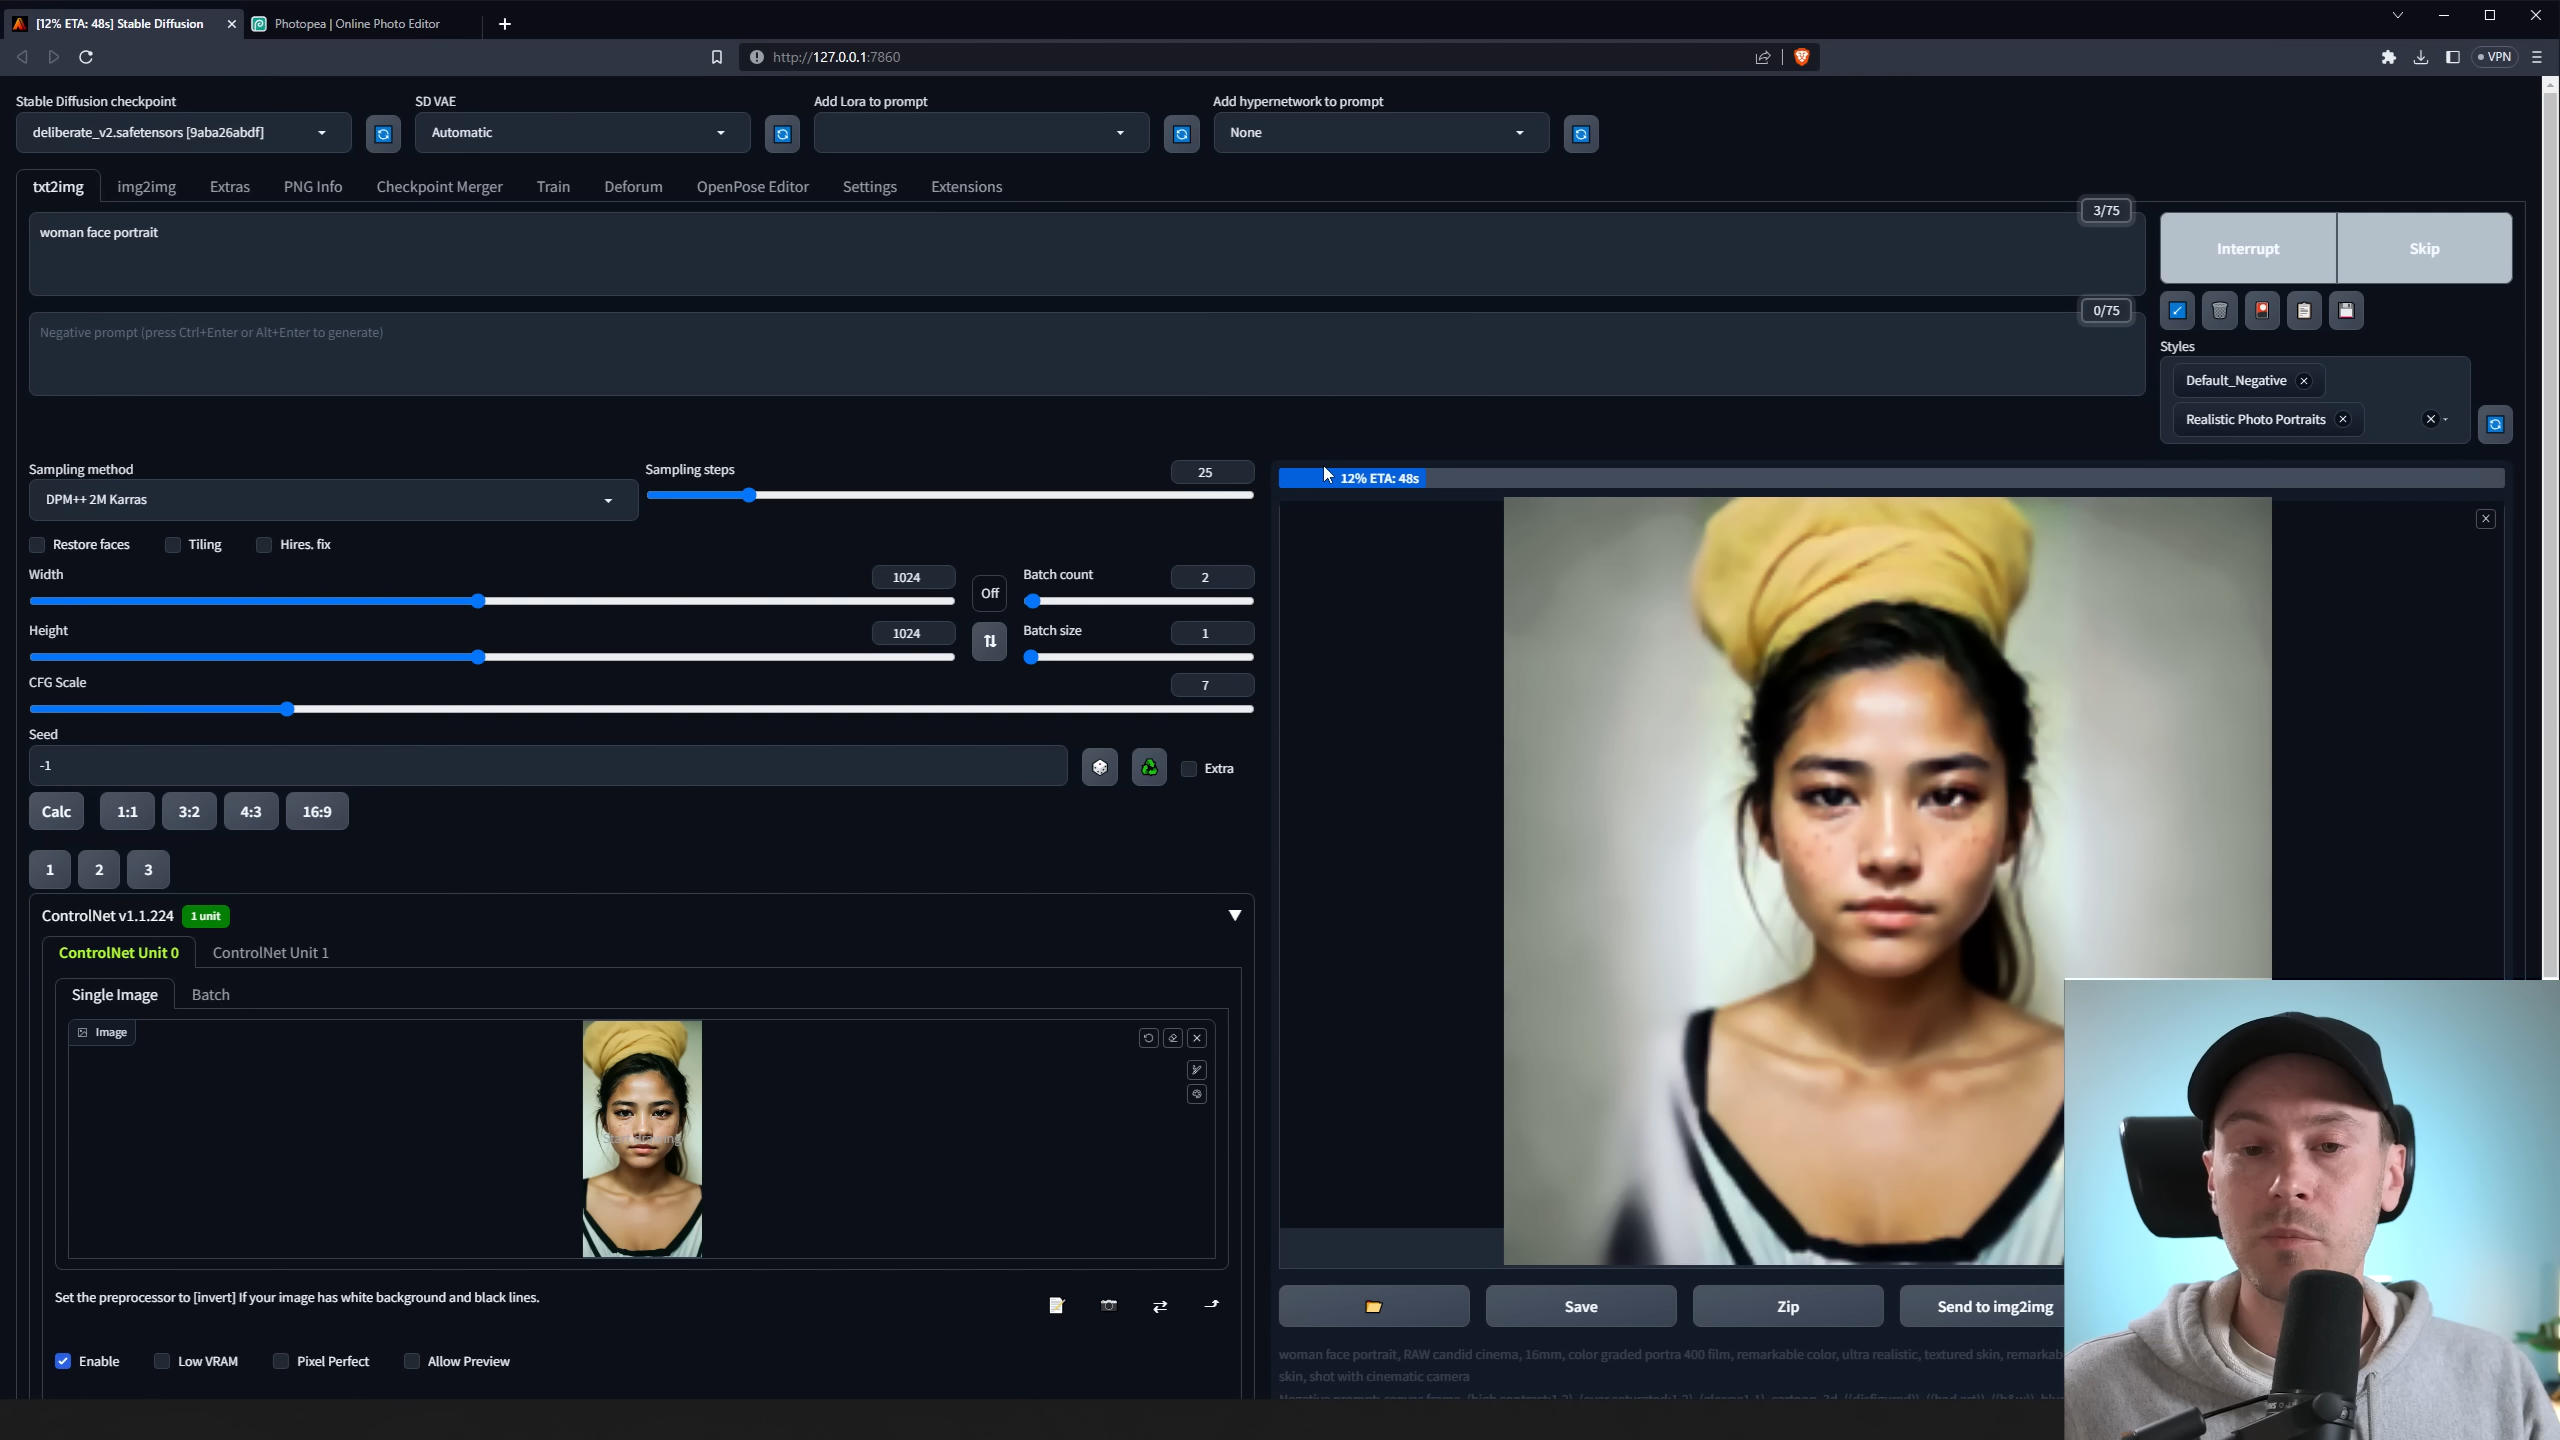 [12% ETA: 48s] Stable Diffusion
Photopea | Online Photo Editor
http://127.0.0.1:7860
VPN
Stable Diffusion checkpoint
SD VAE
Add Lora to prompt
Add hypernetwork to prompt
deliberate_v2.safetensors [9aba26abdf]
Automatic
None
txt2img
img2img
Extras
PNG Info
Checkpoint Merger
Train
Deforum
OpenPose Editor
Settings
Extensions
3/75
woman face portrait
Interrupt
Skip
0/75
Negative prompt (press Ctrl+Enter or Alt+Enter to generate)
Styles
Default_Negative
Realistic Photo Portraits
Sampling method
DPM++ 2M Karras
Sampling steps
25
12% ETA: 48s
Restore faces
Tiling
Hires. fix
Width
1024
Off
Batch count
2
Height
1024
Batch size
1
CFG Scale
7
Seed
-1
Extra
Calc
1:1
3:2
4:3
16:9
1
2
3
ControlNet v1.1.224
1 unit
ControlNet Unit 0
ControlNet Unit 1
Single Image
Batch
Image
Start drawing
Set the preprocessor to [invert] If your image has white background and black lines.
Enable
Low VRAM
Pixel Perfect
Allow Preview
Save
Zip
Send to img2img
woman face portrait, RAW candid cinema, 16mm, color graded portra 400 film, remarkable color, ultra realistic, textured skin, remarkab
skin, shot with cinematic camera